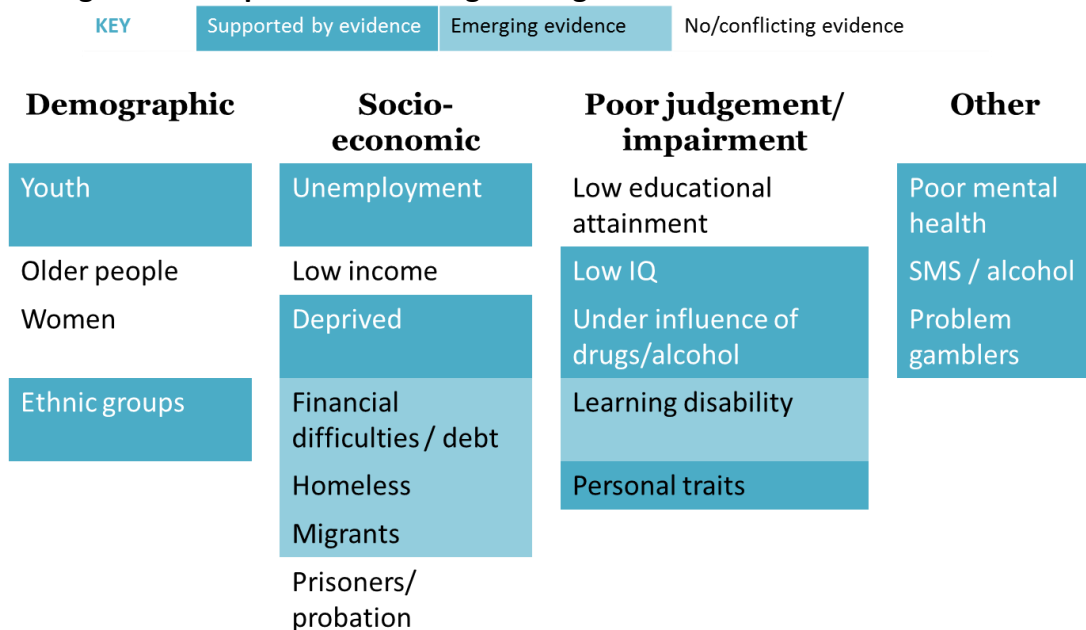 KEY
Supported by evidence
Emerging evidence
No/conflicting evidence
Demographic
Socio-
economic
Poor judgement/
impairment
Other
Youth
Unemployment
Low educational
attainment
Poor mental
health
Older people
Low income
Low IQ
SMS / alcohol
Women
Deprived
Under influence of
drugs/alcohol
Problem
gamblers
Ethnic groups
Financial
difficulties / debt
Learning disability
Homeless
Personal traits
Migrants
Prisoners/
probation